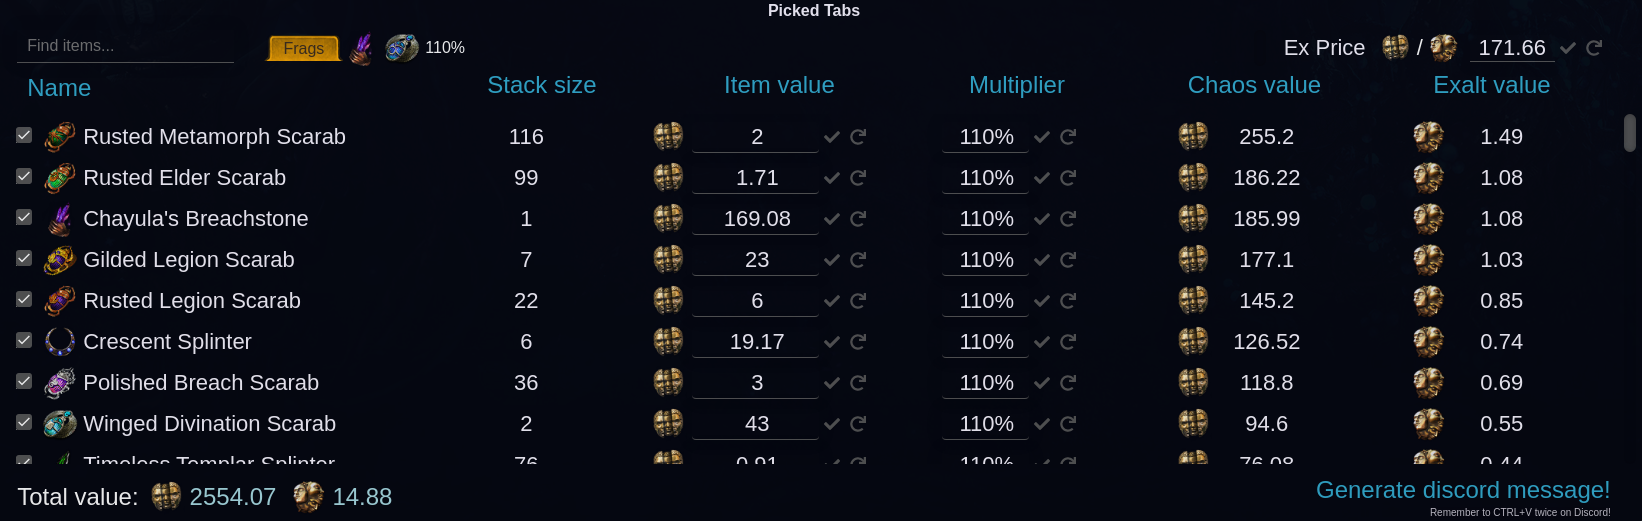 Picked Tabs
Find items... Frags 110% Ex Price / 171.66
Name Stack size Item value Multiplier Chaos value Exalt value
Rusted Metamorph Scarab 116 2 110% 255.2 1.49
Rusted Elder Scarab 99 1.71 110% 186.22 1.08
Chayula's Breachstone 1 169.08 110% 185.99 1.08
Gilded Legion Scarab 7 23 110% 177.1 1.03
Rusted Legion Scarab 22 6 110% 145.2 0.85
Crescent Splinter 6 19.17 110% 126.52 0.74
Polished Breach Scarab 36 3 110% 118.8 0.69
Winged Divination Scarab 2 43 110% 94.6 0.55
Timeless Templar Splinter 76 0.91 110% 76.08 0.44
Total value: 2554.07 14.88 Generate discord message!
Remember to CTRL+V twice on Discord!